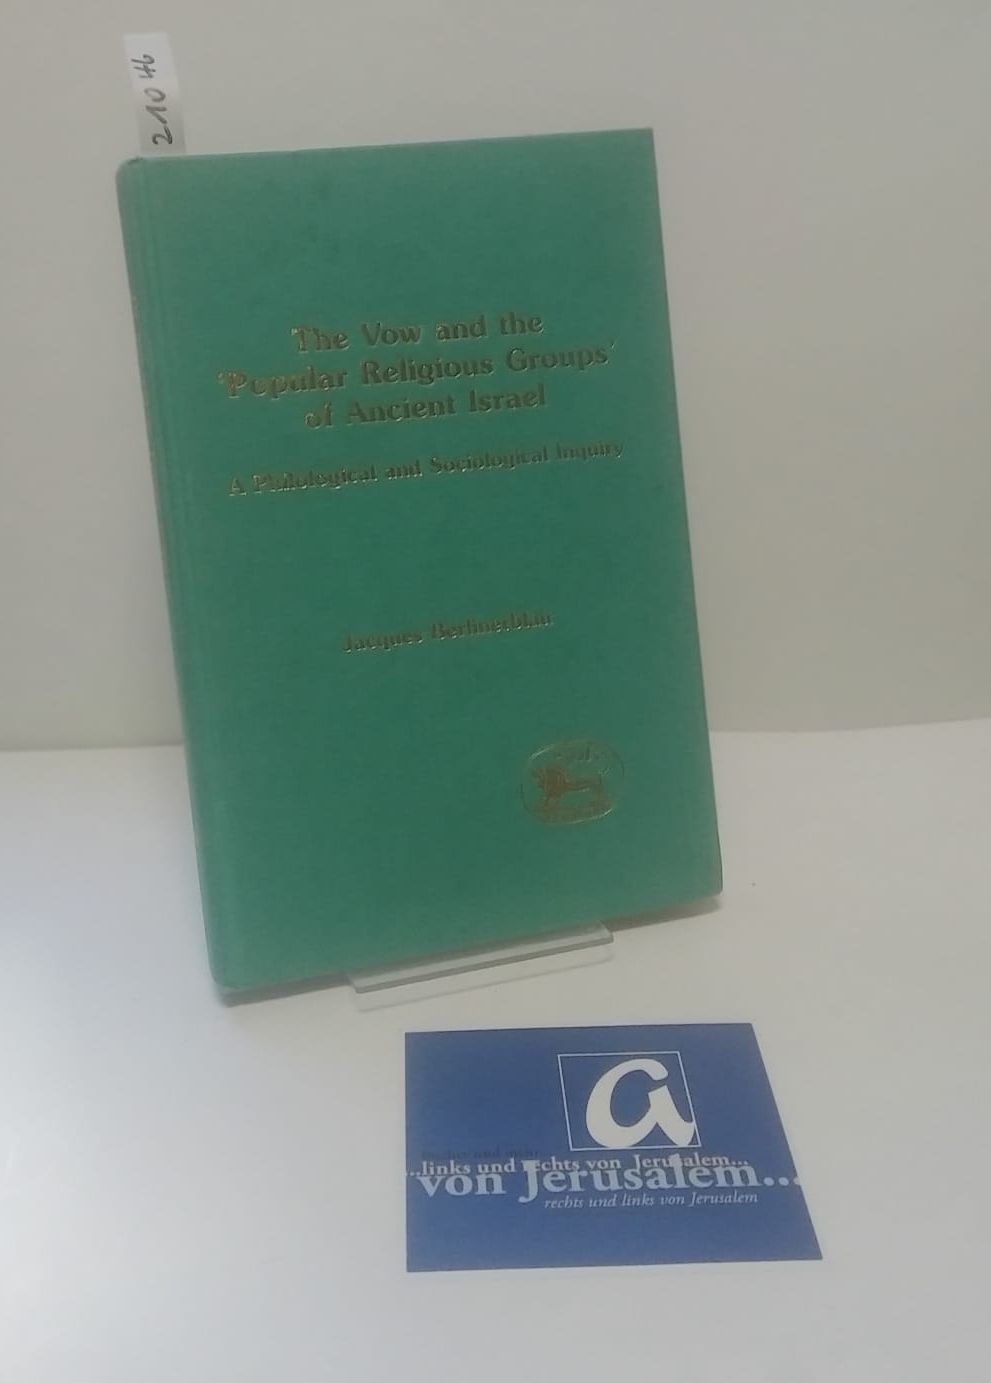 21044
The Vow and the
'Popular Religious Groups'
of Ancient Israel
A Philological and Sociological Inquiry
Jacques Berlinerblau
a
...links und rechts von Jerusalem...
von Jerusalem...
rechts und links von Jerusalem